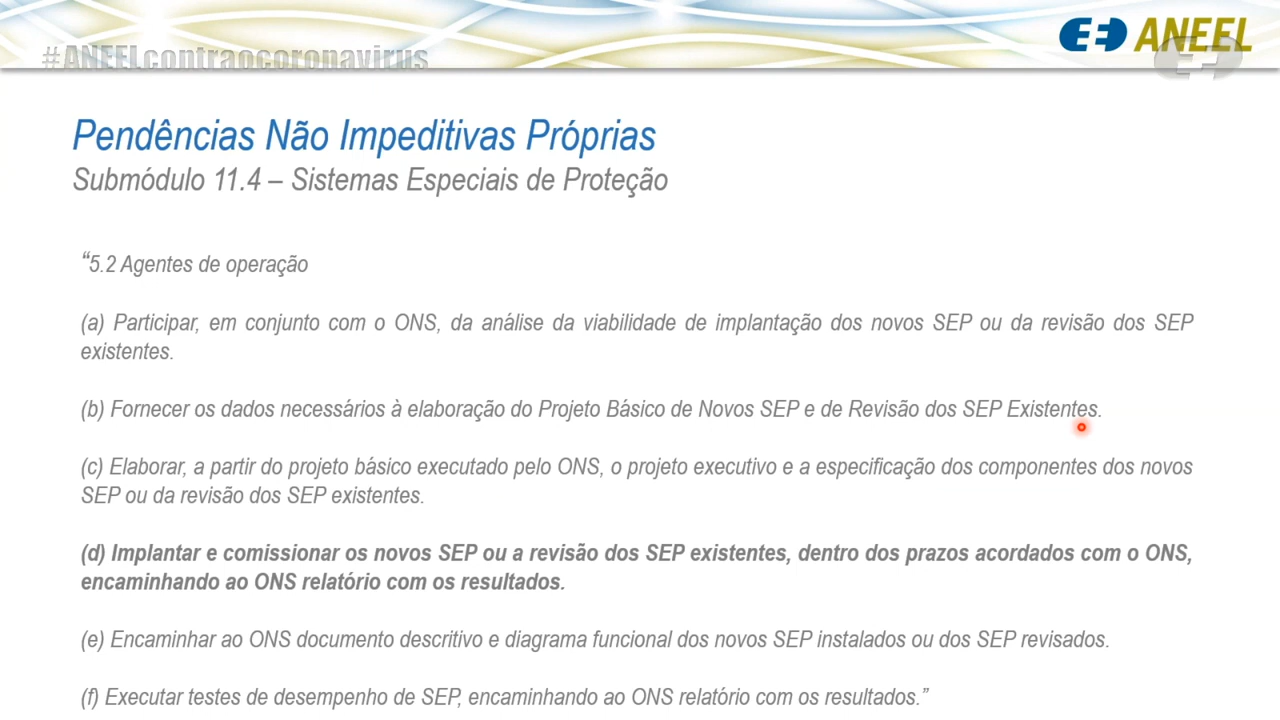 #ANEELcontraocoronavirus
ANEEL
Pendências Não Impeditivas Próprias
Submódulo 11.4 – Sistemas Especiais de Proteção
“5.2 Agentes de operação
(a) Participar, em conjunto com o ONS, da análise da viabilidade de implantação dos novos SEP ou da revisão dos SEP
existentes.
(b) Fornecer os dados necessários à elaboração do Projeto Básico de Novos SEP e de Revisão dos SEP Existentes.
(c) Elaborar, a partir do projeto básico executado pelo ONS, o projeto executivo e a especificação dos componentes dos novos
SEP ou da revisão dos SEP existentes.
(d) Implantar e comissionar os novos SEP ou a revisão dos SEP existentes, dentro dos prazos acordados com o ONS,
encaminhando ao ONS relatório com os resultados.
(e) Encaminhar ao ONS documento descritivo e diagrama funcional dos novos SEP instalados ou dos SEP revisados.
(f) Executar testes de desempenho de SEP, encaminhando ao ONS relatório com os resultados.”